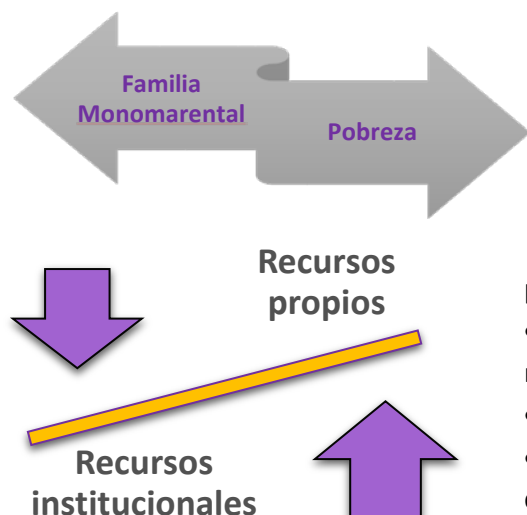 Familia
Monomarental
Pobreza
Recursos
propios
Recursos
institucionales